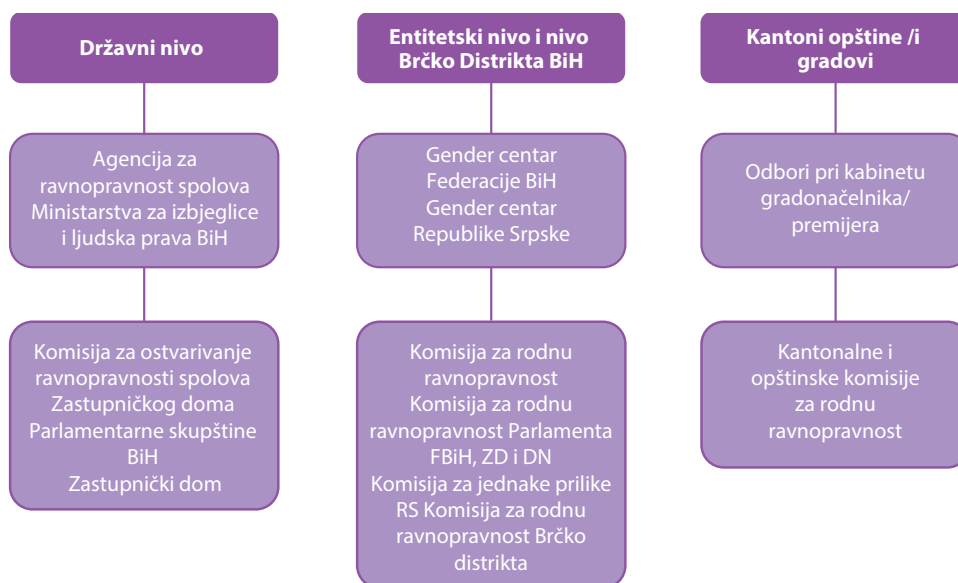 Državni nivo
Agencija za
ravnopravnost spolova
Ministarstva za izbjeglice
i ljudska prava BiH
Komisija za ostvarivanje
ravnopravnosti spolova
Zastupničkog doma
Parlamentarne skupštine
BiH
Zastupnički dom
Entitetski nivo i nivo
Brčko Distrikta BiH
Gender centar
Federacije BiH
Gender centar
Republike Srpske
Komisija za rodnu
ravnopravnost
Komisija za rodnu
ravnopravnost Parlamenta
FBiH, ZD i DN
Komisija za jednake prilike
RS Komisija za rodnu
ravnopravnost Brčko
distrikta
Kantoni opštine /i
gradovi
Odbori pri kabinetu
gradonačelnika/
premijera
Kantonalne i
opštinske komisije
za rodnu
ravnopravnost